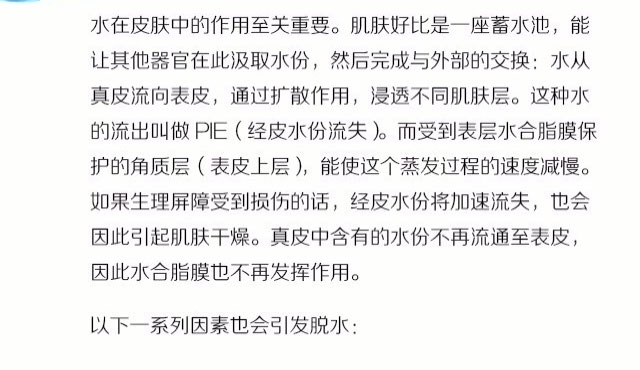 水在皮肤中的作用至关重要。肌肤好比是一座蓄水池，能
让其他器官在此汲取水份，然后完成与外部的交换：水从
真皮流向表皮，通过扩散作用，浸透不同肌肤层。这种水
的流出叫做 PIE（经皮水份流失）。而受到表层水合脂膜保
护的角质层（表皮上层），能使这个蒸发过程的速度减慢。
如果生理屏障受到损伤的话，经皮水份将加速流失，也会
因此引起肌肤干燥。真皮中含有的水份不再流通至表皮，
因此水合脂膜也不再发挥作用。
以下一系列因素也会引发脱水：